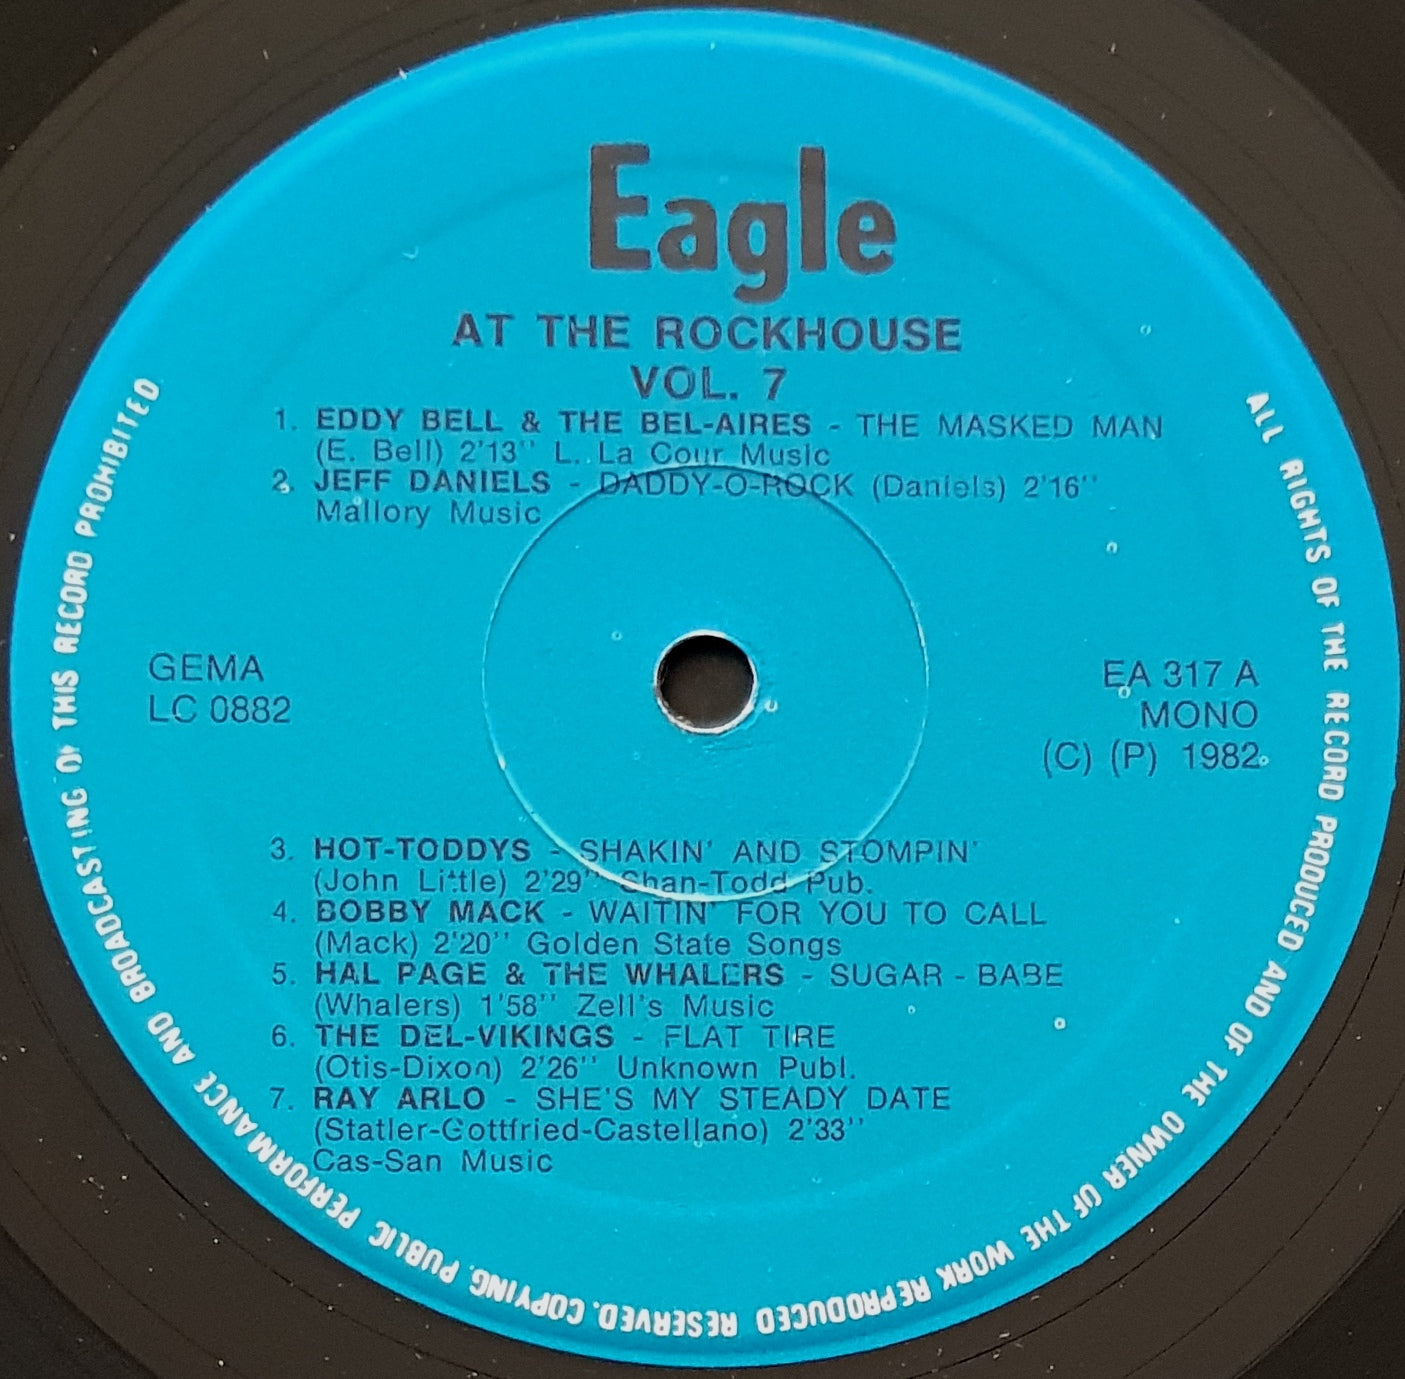 Eagle
AT THE ROCKHOUSE
VOL. 7
1. EDDY BELL & THE BEL-AIRES - THE MASKED MAN
(E. Bell) 2'13'' L. La Cour Music
2. JEFF DANIELS - DADDY-O-ROCK (Daniels) 2'16''
Mallory Music
GEMA
LC 0882
EA 317 A
MONO
(C) (P) 1982
3. HOT-TODDYS - SHAKIN' AND STOMPIN'
(John Little) 2'29'' Shan-Todd Pub.
4. BOBBY MACK - WAITIN' FOR YOU TO CALL
(Mack) 2'20'' Golden State Songs
5. HAL PAGE & THE WHALERS - SUGAR - BABE
(Whalers) 1'58'' Zell's Music
6. THE DEL-VIKINGS - FLAT TIRE
(Otis-Dixon) 2'26'' Unknown Publ.
7. RAY ARLO - SHE'S MY STEADY DATE
(Statler-Gottfried-Castellano) 2'33''
Cas-San Music
ALL RIGHTS OF THE RECORD PRODUCED AND OF THE OWNER OF THE WORK REPRODUCED RESERVED. COPYING, PUBLIC PERFORMANCE AND BROADCASTING OF THIS RECORD PROHIBITED